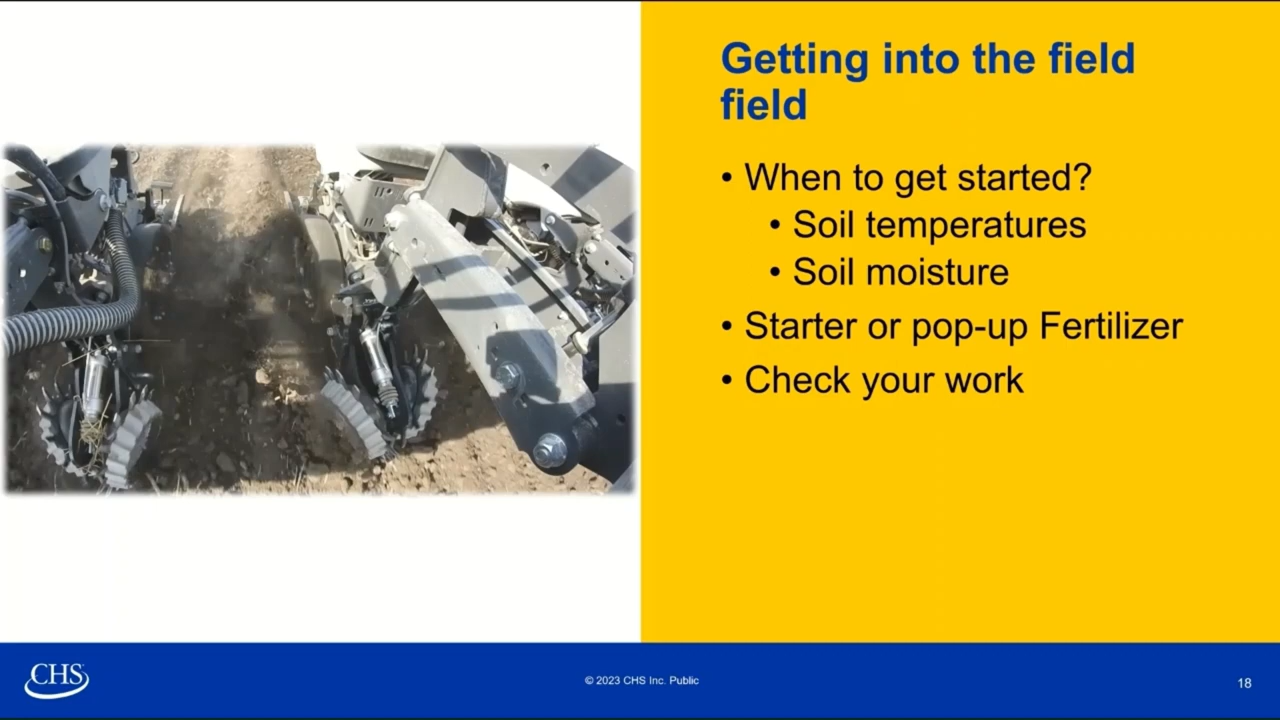 Getting into the field
field
• When to get started?
• Soil temperatures
• Soil moisture
• Starter or pop-up Fertilizer
• Check your work
CHS
© 2023 CHS Inc. Public
18